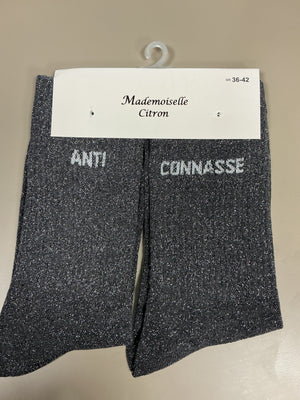 36-42
Mademoiselle
Citron
ANTI CONNASSE